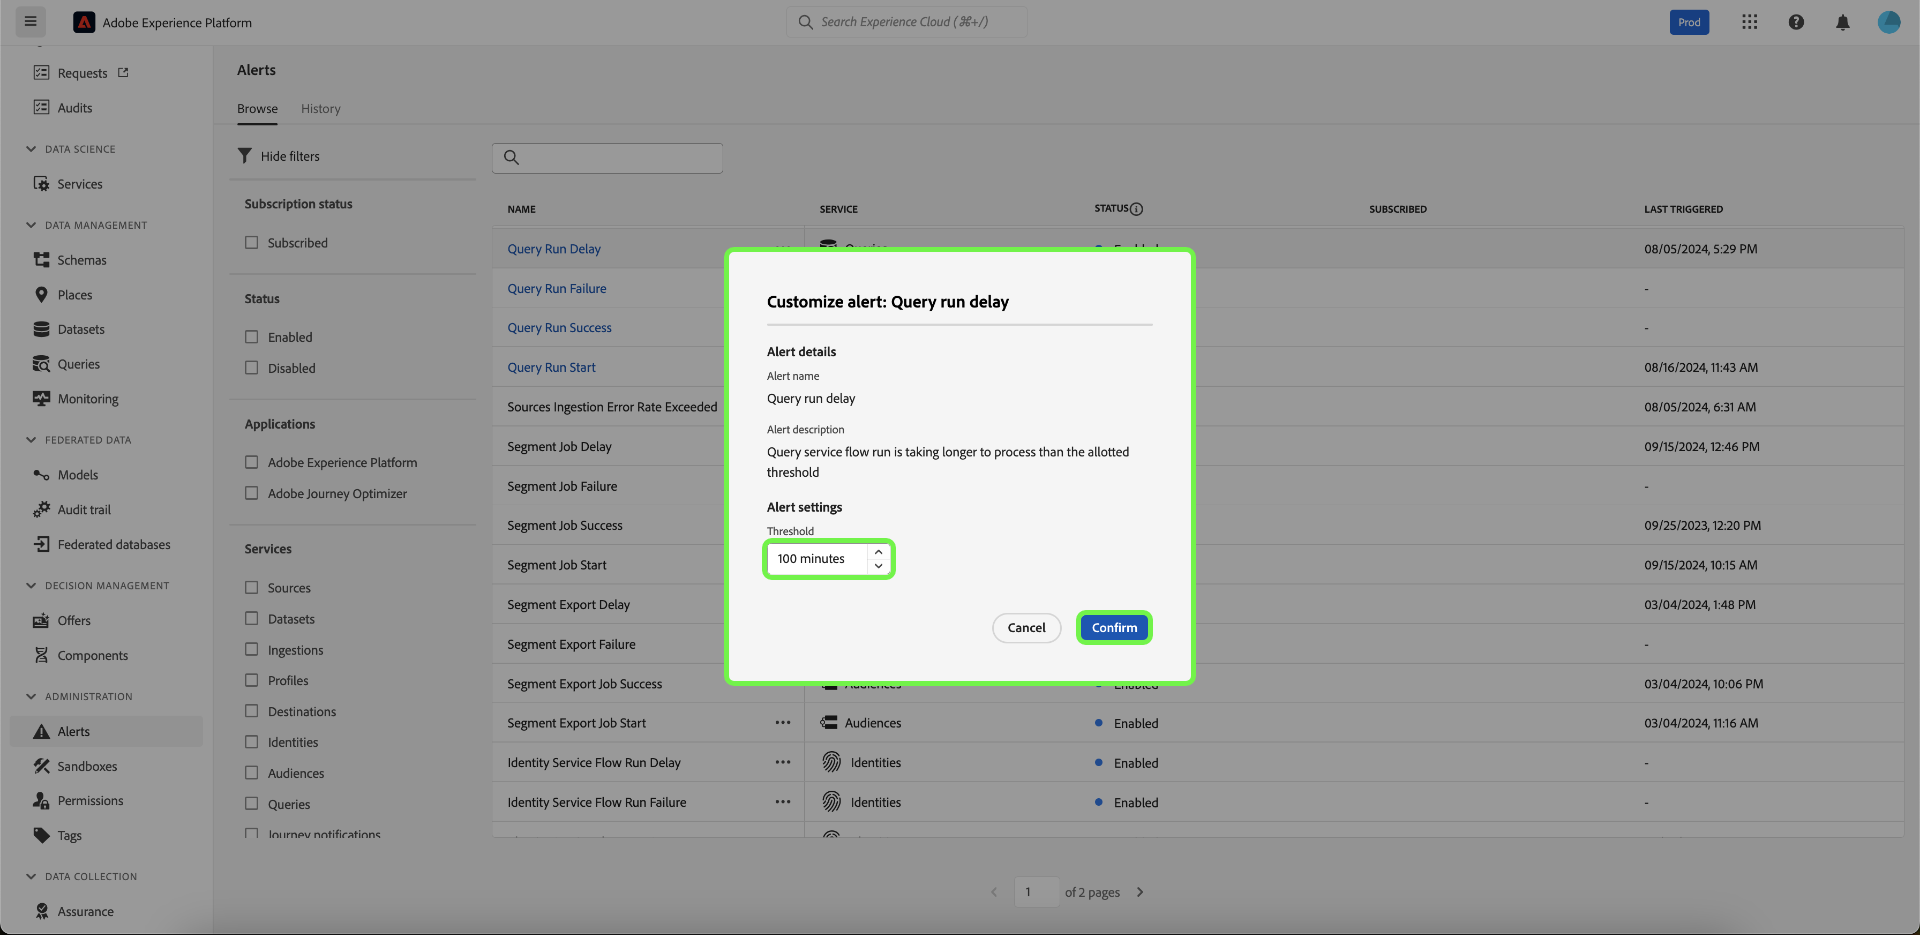 Adobe Experience Platform
Search Experience Cloud (⌘+/)
Prod
Requests
Audits
DATA SCIENCE
Services
DATA MANAGEMENT
Schemas
Places
Datasets
Queries
Monitoring
FEDERATED DATA
Models
Audit trail
Federated databases
DECISION MANAGEMENT
Offers
Components
ADMINISTRATION
Alerts
Sandboxes
Permissions
Tags
DATA COLLECTION
Assurance
Alerts
Browse History
Hide filters
Subscription status
Subscribed
Status
Enabled
Disabled
Applications
Adobe Experience Platform
Adobe Journey Optimizer
Services
Sources
Datasets
Ingestions
Profiles
Destinations
Identities
Audiences
Queries
Journey notifications
NAME SERVICE STATUS SUBSCRIBED LAST TRIGGERED
Query Run Delay Queries Enabled 08/05/2024, 5:29 PM
Query Run Failure -
Query Run Success -
Query Run Start 08/16/2024, 11:43 AM
Sources Ingestion Error Rate Exceeded 08/05/2024, 6:31 AM
Segment Job Delay 09/15/2024, 12:46 PM
Segment Job Failure -
Segment Job Success 09/25/2023, 12:20 PM
Segment Job Start 09/15/2024, 10:15 AM
Segment Export Delay 03/04/2024, 1:48 PM
Segment Export Failure -
Segment Export Job Success Audiences Enabled 03/04/2024, 10:06 PM
Segment Export Job Start ••• Audiences Enabled 03/04/2024, 11:16 AM
Identity Service Flow Run Delay ••• Identities Enabled -
Identity Service Flow Run Failure ••• Identities Enabled -
Customize alert: Query run delay
Alert details
Alert name
Query run delay
Alert description
Query service flow run is taking longer to process than the allotted
threshold
Alert settings
Threshold
100 minutes
Cancel Confirm
1 of 2 pages